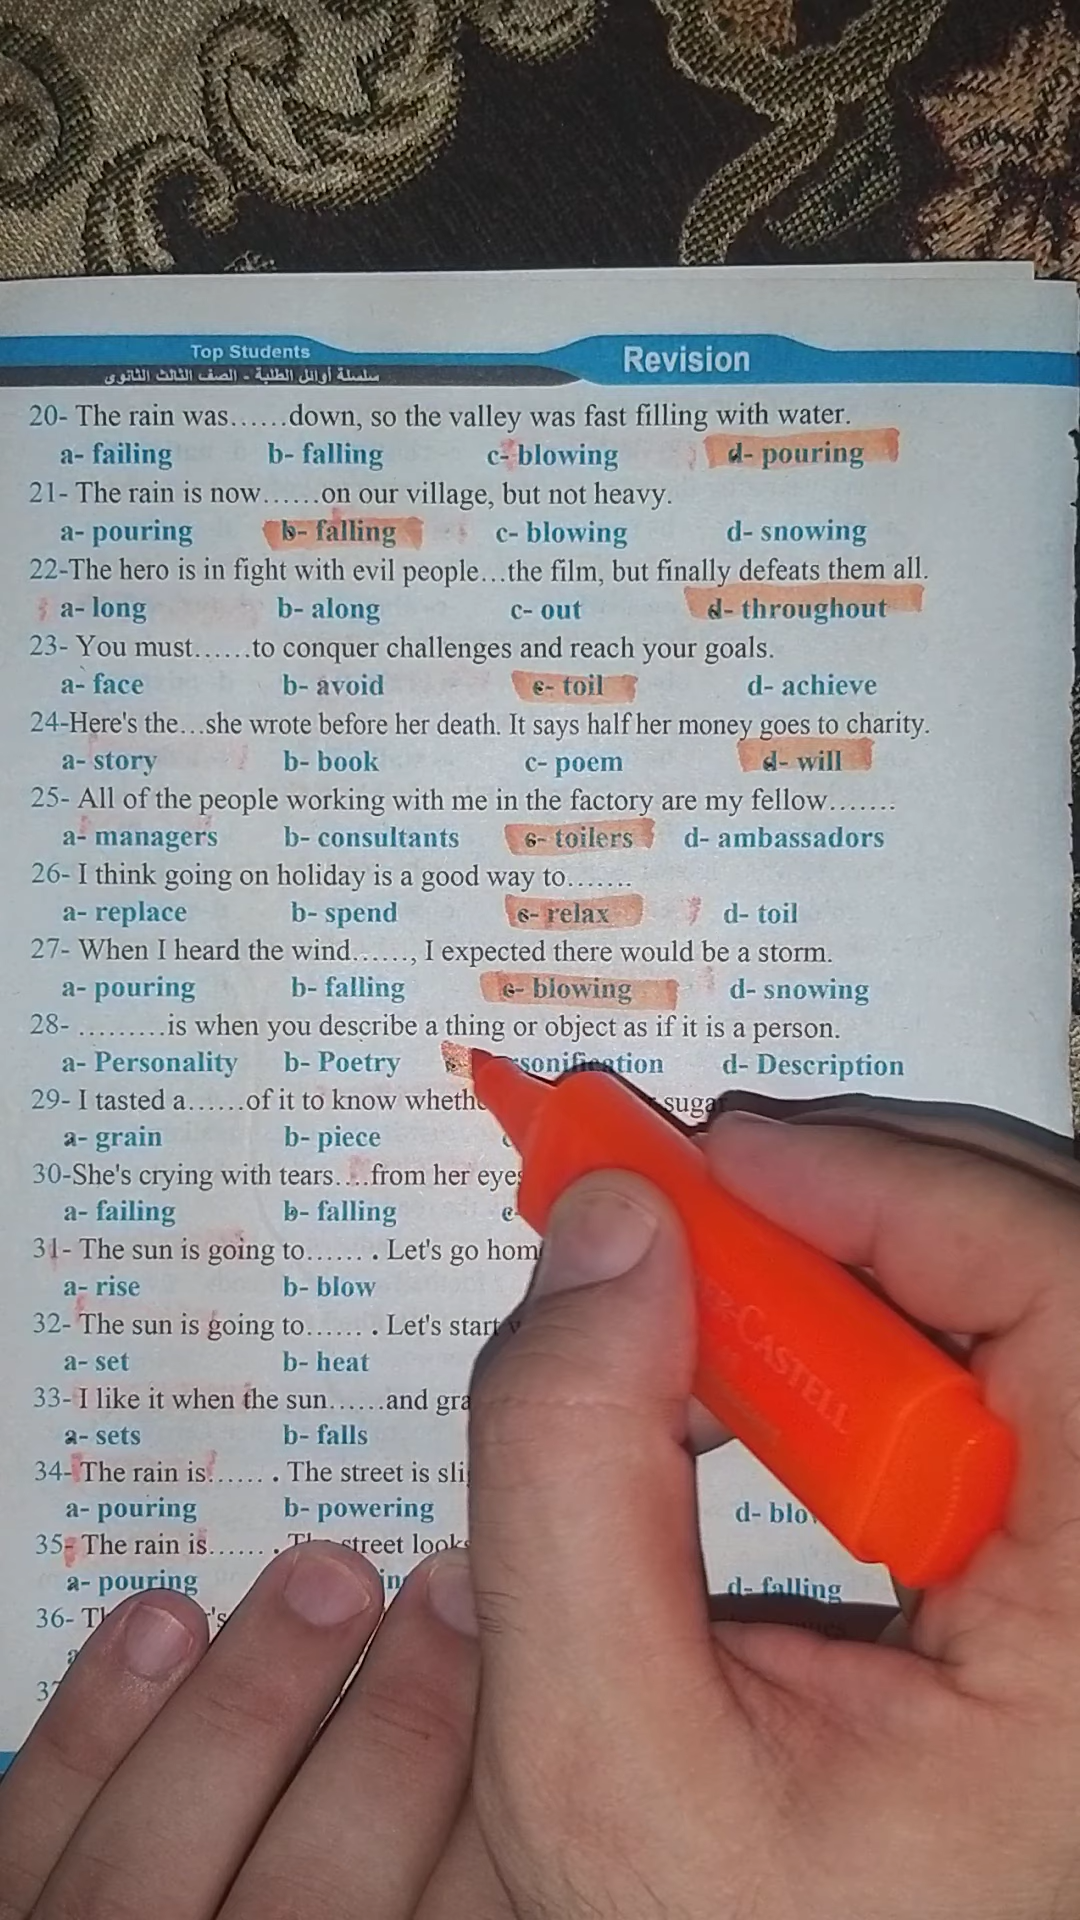 Top Students
Revision
سلسلة أوائل الطلبة - الصف الثالث الثانوى
20- The rain was......down, so the valley was fast filling with water.
a- failing b- falling c- blowing d- pouring
21- The rain is now......on our village, but not heavy.
a- pouring b- falling c- blowing d- snowing
22-The hero is in fight with evil people...the film, but finally defeats them all.
a- long b- along c- out d- throughout
23- You must......to conquer challenges and reach your goals.
a- face b- avoid c- toil d- achieve
24-Here's the...she wrote before her death. It says half her money goes to charity.
a- story b- book c- poem d- will
25- All of the people working with me in the factory are my fellow.......
a- managers b- consultants c- toilers d- ambassadors
26- I think going on holiday is a good way to.......
a- replace b- spend c- relax d- toil
27- When I heard the wind......, I expected there would be a storm.
a- pouring b- falling c- blowing d- snowing
28- .........is when you describe a thing or object as if it is a person.
a- Personality b- Poetry sonification d- Description
29- I tasted a......of it to know sugar
a- grain b- piece
30-She's crying with tears....from her eyes
a- failing b- falling
31- The sun is going to....... . Let's go
a- rise b- blow
32- The sun is going to...... . Let's start
a- set b- heat
33- I like it when the sun......and
a- sets b- falls
34- The rain is....... . The street is
a- pouring b- powering d-
35- The rain is...... . street
a- pouring d- falling
36-
CASTELL